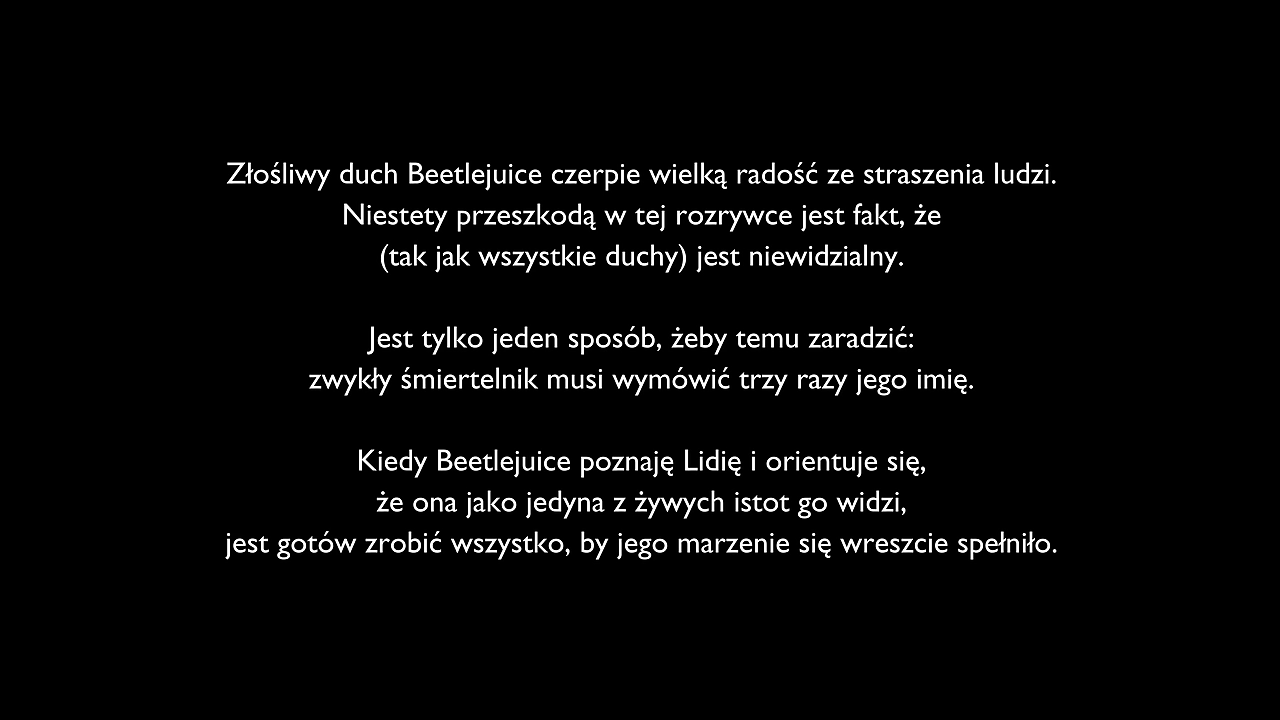 Złośliwy duch Beetlejuice czerpie wielką radość ze straszenia ludzi.
Niestety przeszkodą w tej rozrywce jest fakt, że
(tak jak wszystkie duchy) jest niewidzialny.
Jest tylko jeden sposób, żeby temu zaradzić:
zwykły śmiertelnik musi wymówić trzy razy jego imię.
Kiedy Beetlejuice poznaję Lidię i orientuje się,
że ona jako jedyna z żywych istot go widzi,
jest gotów zrobić wszystko, by jego marzenie się wreszcie spełniło.